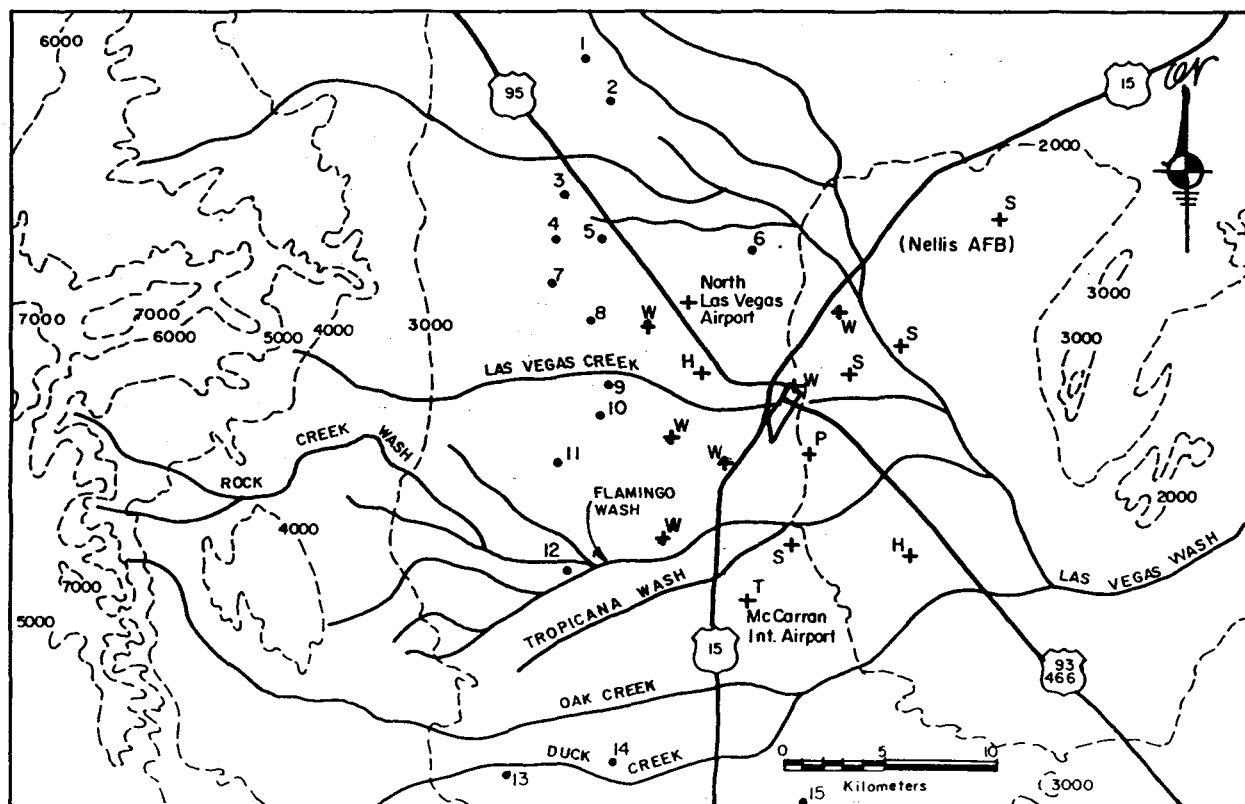 6000
1
2
95
15
N
2000
3
S
(Nellis AFB)
4
5
6
7
North
Las Vegas
Airport
3000
7000
7000
6000
5000
4000
3000
8
W
W
S
3000
LAS VEGAS CREEK
H
S
W
9
10
CREEK WASH
W
P
11
W
ROCK
2000
FLAMINGO
WASH
4000
W
12
S
H
7000
LAS VEGAS WASH
5000
TROPICANA WASH
T
McCarran
Int. Airport
15
93
466
OAK CREEK
DUCK CREEK
14
13
0 5 10
Kilometers
15
3000